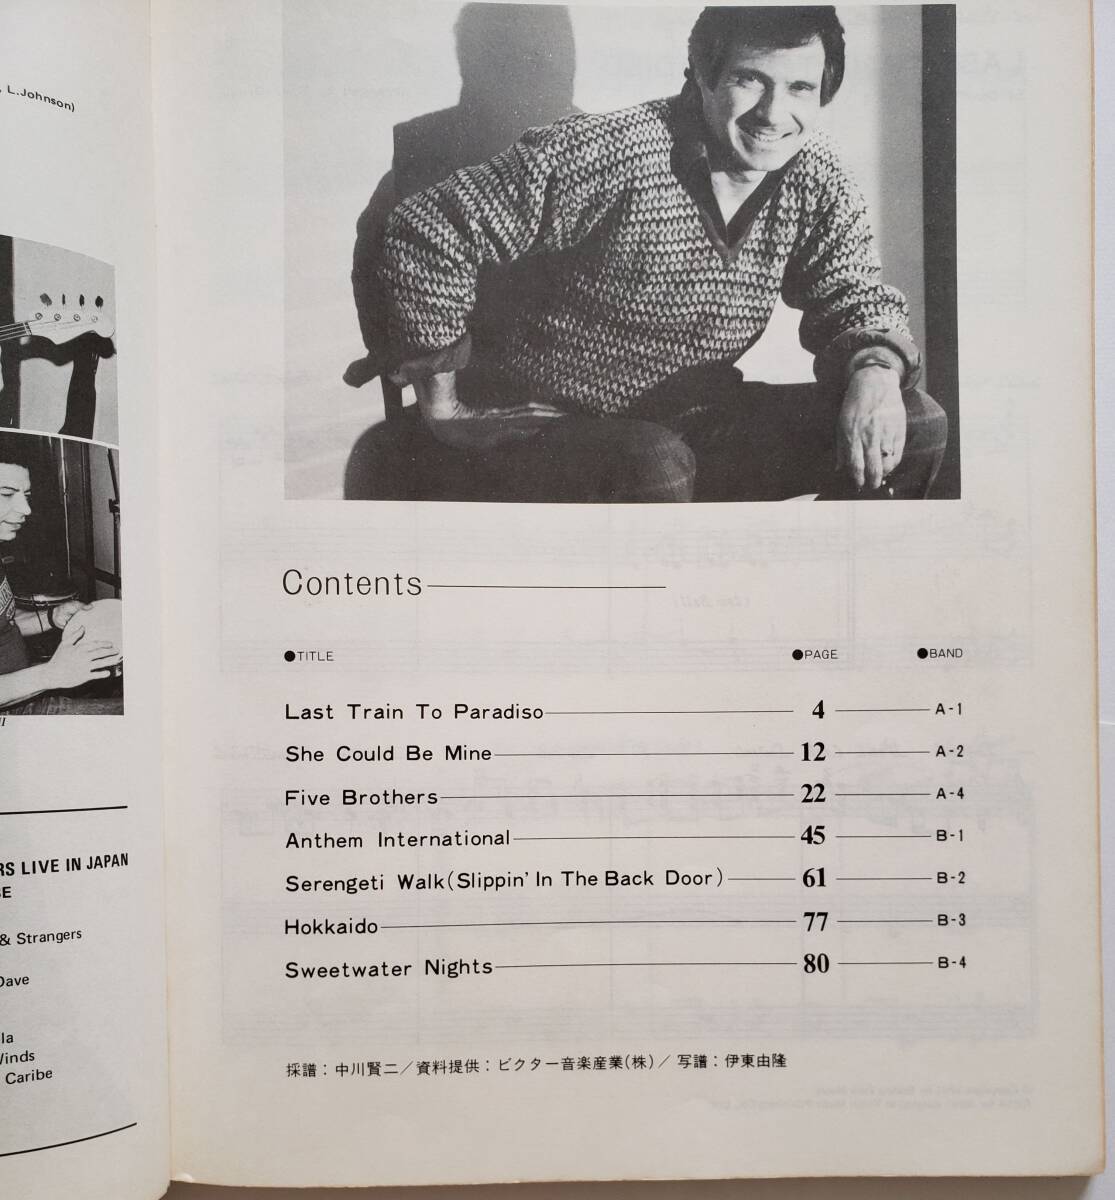 L.Johnson)
LIVE IN JAPAN
& Strangers
Dave
Caribe
Contents
●TITLE ●PAGE ●BAND
Last Train To Paradiso 4 A-1
She Could Be Mine 12 A-2
Five Brothers 22 A-4
Anthem International 45 B-1
Serengeti Walk(Slippin' In The Back Door) 61 B-2
Hokkaido 77 B-3
Sweetwater Nights 80 B-4
採譜：中川賢二／資料提供：ビクター音楽産業(株)／写譜：伊東由隆